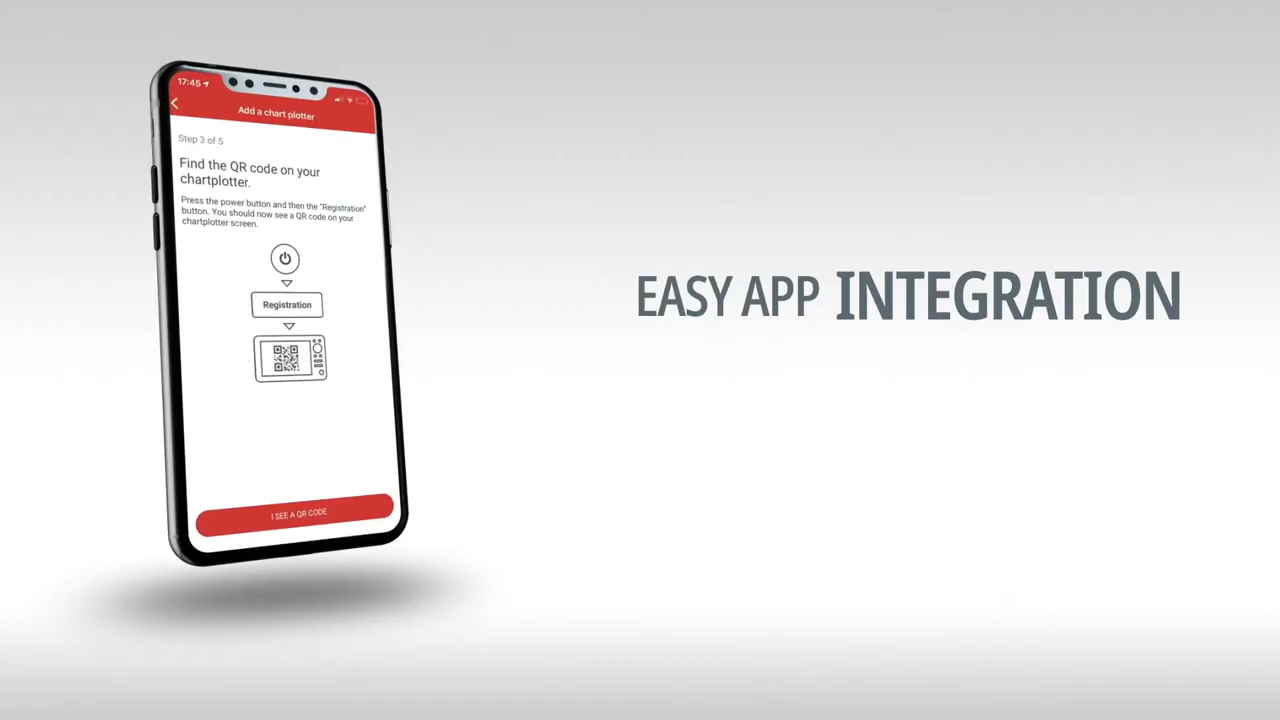 17:45
Add a chart plotter
Step 3 of 5
Find the QR code on your
chartplotter.
Press the power button and then the "Registration"
button. You should now see a QR code on your
chartplotter screen.
Registration
I SEE A QR CODE
EASY APP INTEGRATION